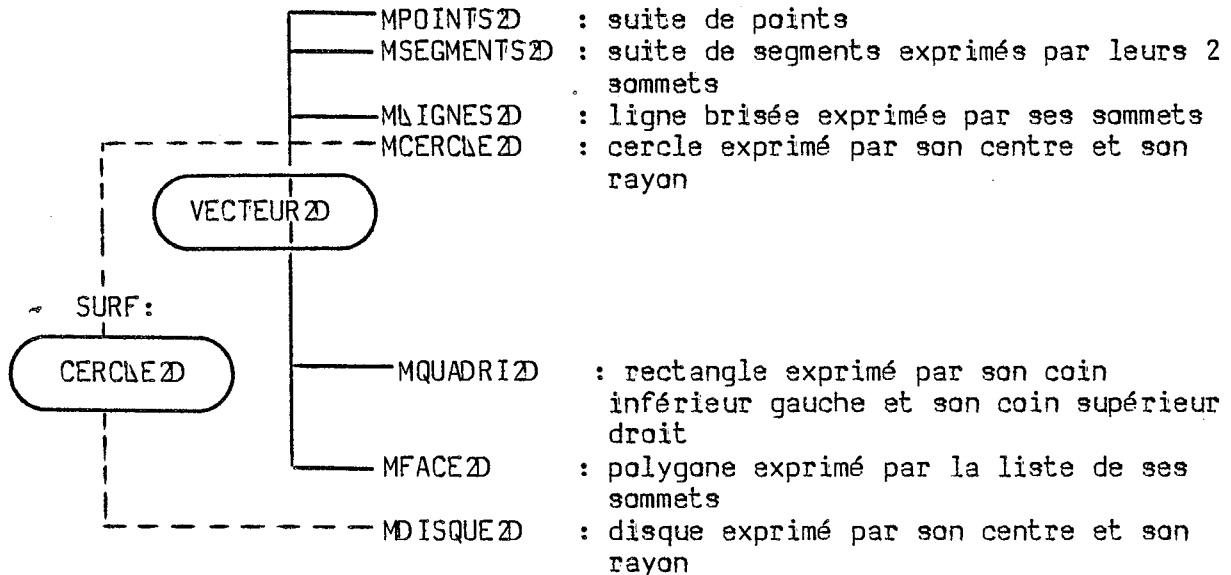 MPOINTS2D : suite de points
MSEGMENTS2D : suite de segments exprimés par leurs 2
sommets
MLIGNES2D : ligne brisée exprimée par ses sommets
MCERCLE2D : cercle exprimé par son centre et son
rayon
VECTEUR2D
SURF:
CERCLE2D
MQUADRI2D : rectangle exprimé par son coin
inférieur gauche et son coin supérieur
droit
MFACE2D : polygone exprimé par la liste de ses
sommets
MDISQUE2D : disque exprimé par son centre et son
rayon